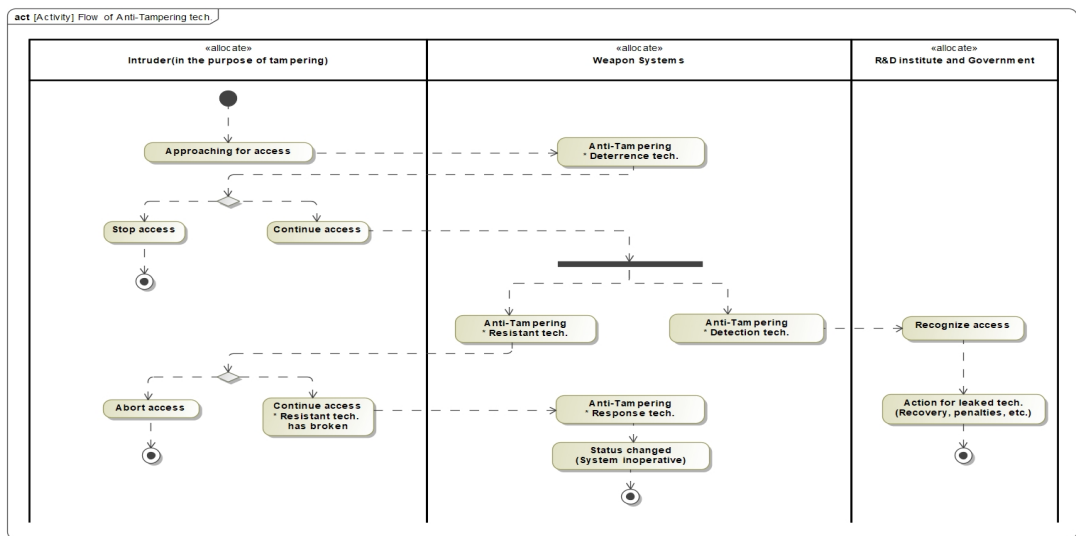 act [Activity] Flow of Anti-Tampering tech.
«allocate»
Intruder(in the purpose of tampering)
«allocate»
Weapon Systems
«allocate»
R&D institute and Government
Approaching for access
Anti-Tampering
* Deterrence tech.
Stop access
Continue access
Anti-Tampering
* Resistant tech.
Anti-Tampering
* Detection tech.
Recognize access
Abort access
Continue access
* Resistant tech.
has broken
Anti-Tampering
* Response tech.
Action for leaked tech.
(Recovery, penalties, etc.)
Status changed
(System inoperative)